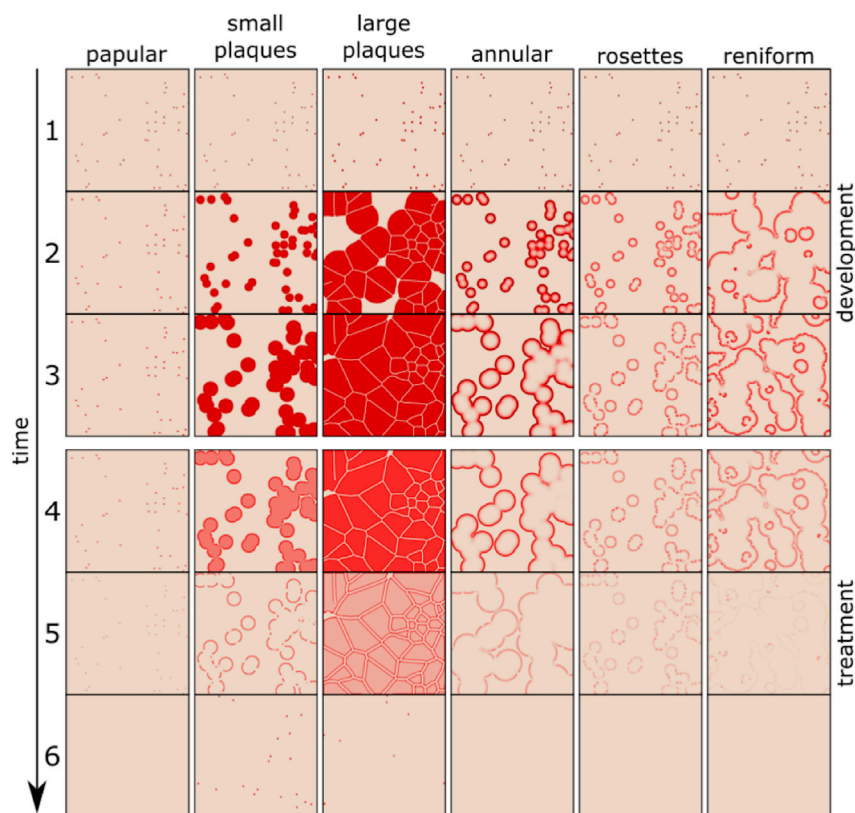 papular
small
plaques
large
plaques
annular
rosettes
reniform
time
1
2
3
4
5
6
development
treatment